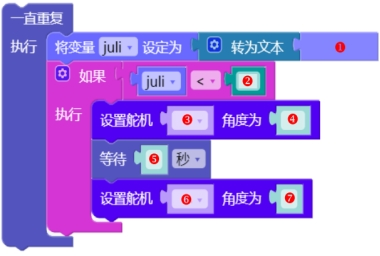 一直重复
执行 将变量 juli 设定为 转为文本 ❶
如果 juli < ❷
执行 设置舵机 ❸ 角度为 ❹
等待 ❺ 秒
设置舵机 ❻ 角度为 ❼